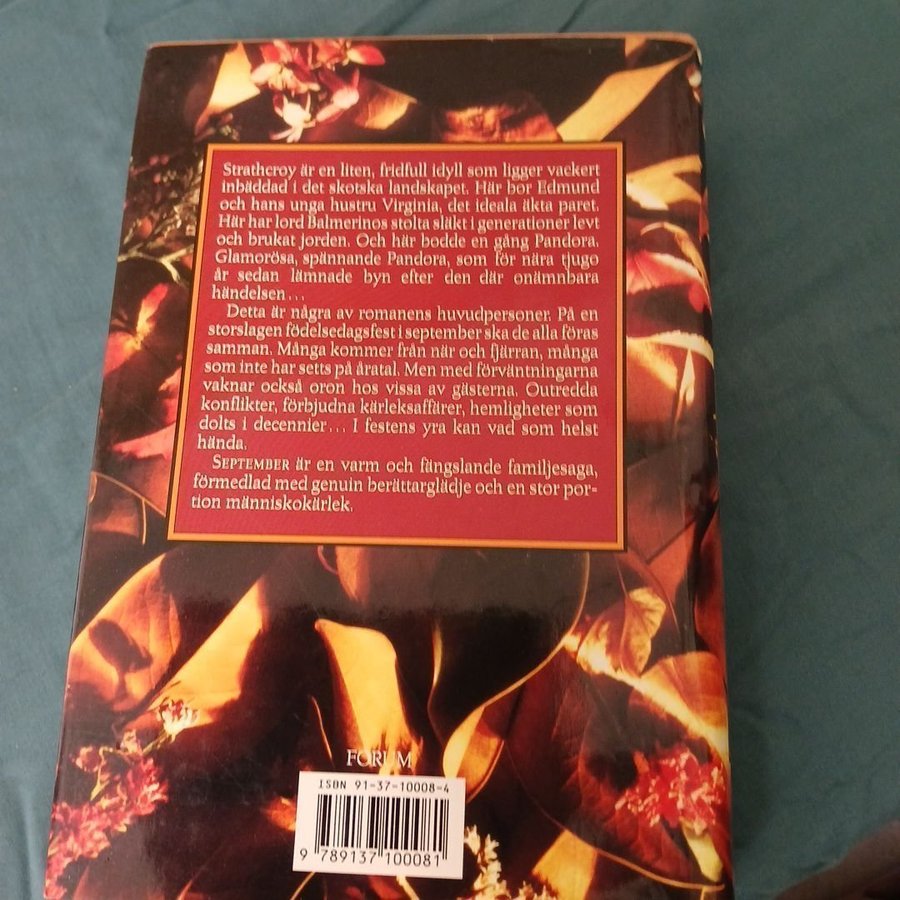 Strathcroy är en liten, fridfull idyll som ligger vackert
inbäddad i det skotska landskapet. Här bor Edmund
och hans unga hustru Virginia, det ideala äkta paret.
Här har lord Balmerinos stolta släkt i generationer levt
och brukat jorden. Och här bodde en gång Pandora.
Glamorösa, spännande Pandora, som för nära tjugo
år sedan lämnade byn efter den där onämnbara
händelsen...
Detta är några av romanens huvudpersoner. På en
storslagen födelsedagsfest i september ska de alla föras
samman. Många kommer från när och fjärran, många
som inte har setts på åratal. Men med förväntningarna
vaknar också oron hos vissa av gästerna. Outredda
konflikter, förbjudna kärleksaffärer, hemligheter som
dolts i decennier... I festens yra kan vad som helst
hända.
SEPTEMBER är en varm och fängslande familjesaga,
förmedlad med genuin berättarglädje och en stor por-
tion människokärlek.
FORUM
ISBN 91-37-10008-4
9 789137 100081